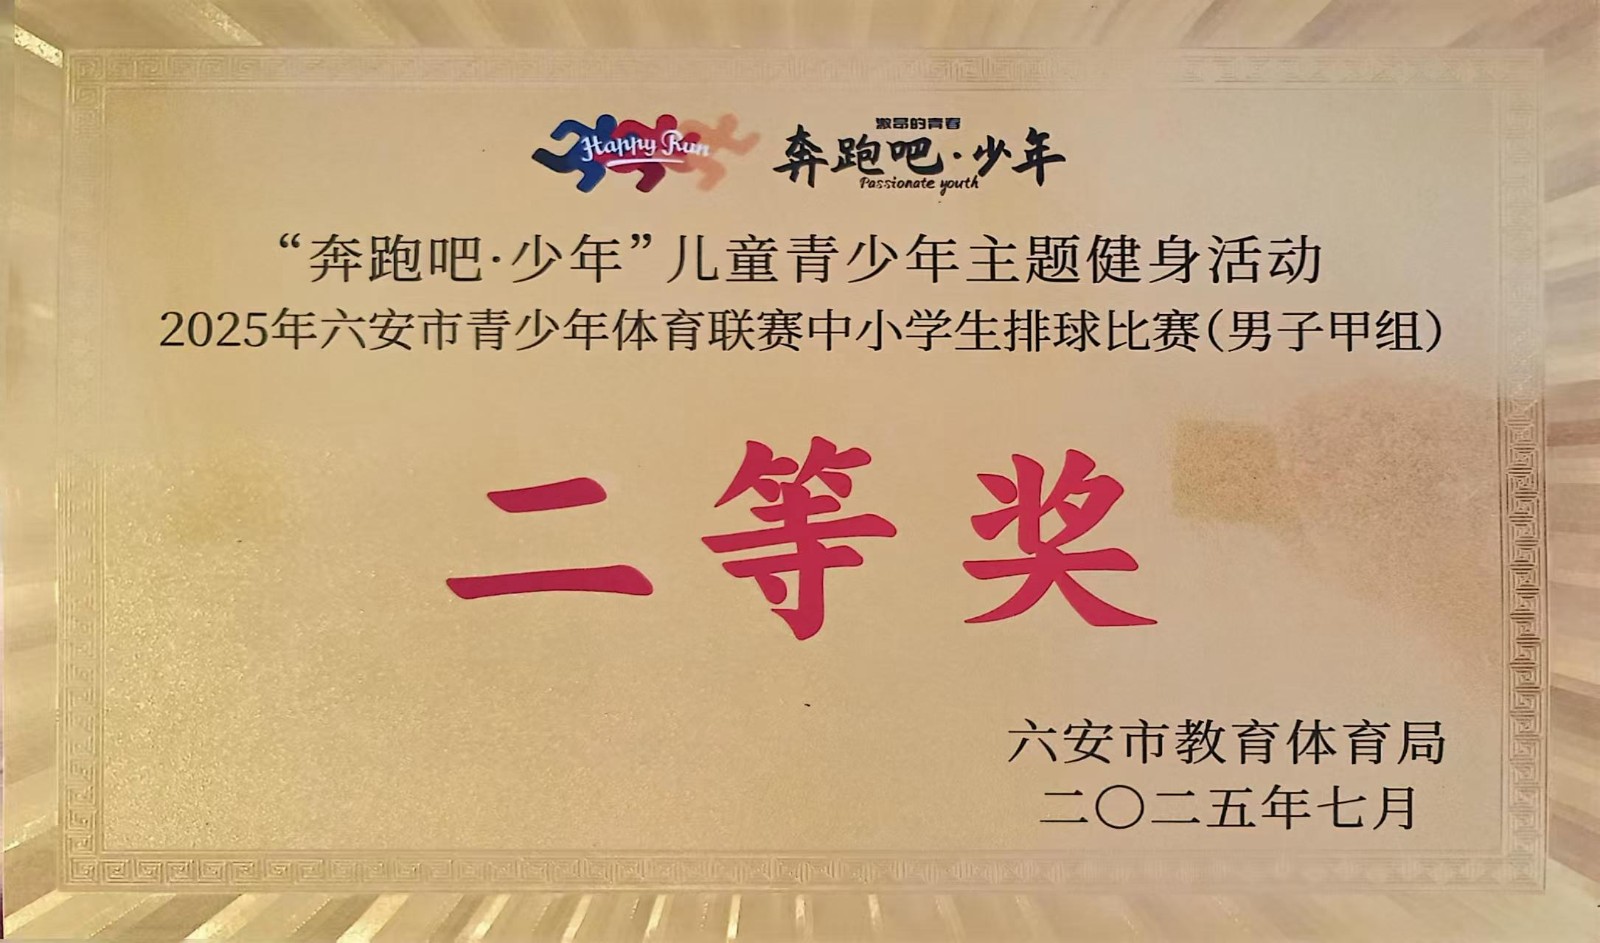 Happy Run
激昂的青春
奔跑吧·少年
Passionate youth
“奔跑吧·少年”儿童青少年主题健身活动
2025年六安市青少年体育联赛中小学生排球比赛(男子甲组)
二等奖
六安市教育体育局
二〇二五年七月